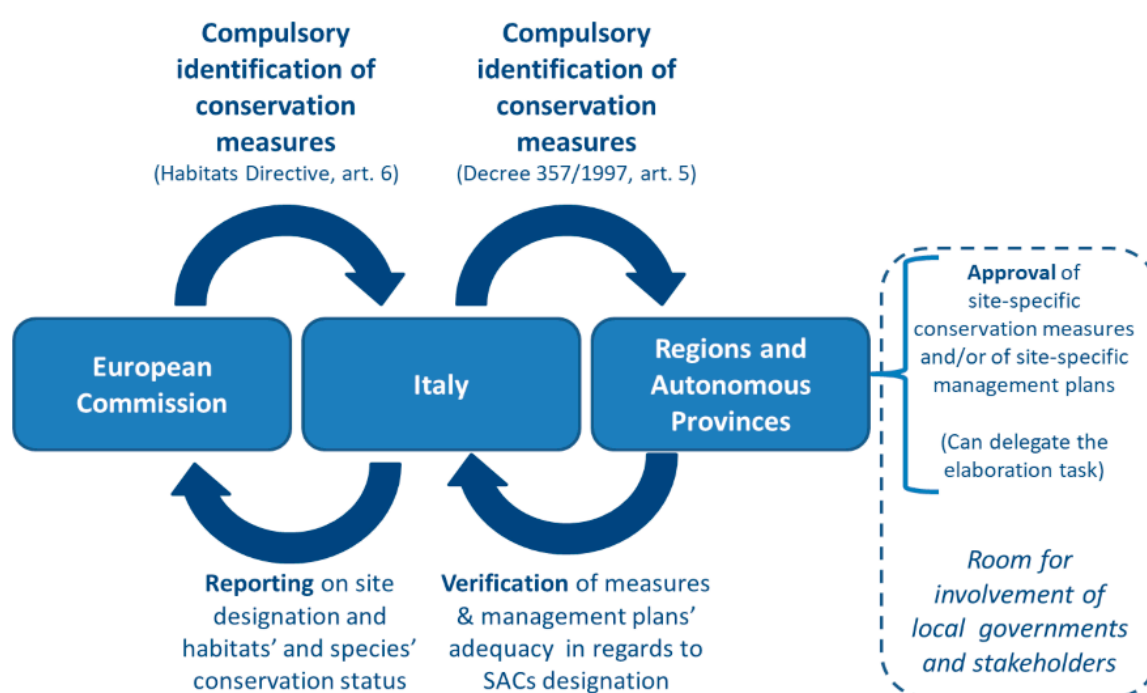 Compulsory
identification of
conservation
measures
(Habitats Directive, art. 6)
Compulsory
identification of
conservation
measures
(Decree 357/1997, art. 5)
European
Commission
Italy
Regions and
Autonomous
Provinces
Approval of
site-specific
conservation measures
and/or of site-specific
management plans
(Can delegate the
elaboration task)
Room for
involvement of
local governments
and stakeholders
Reporting on site
designation and
habitats’ and species’
conservation status
Verification of measures
& management plans’
adequacy in regards to
SACs designation